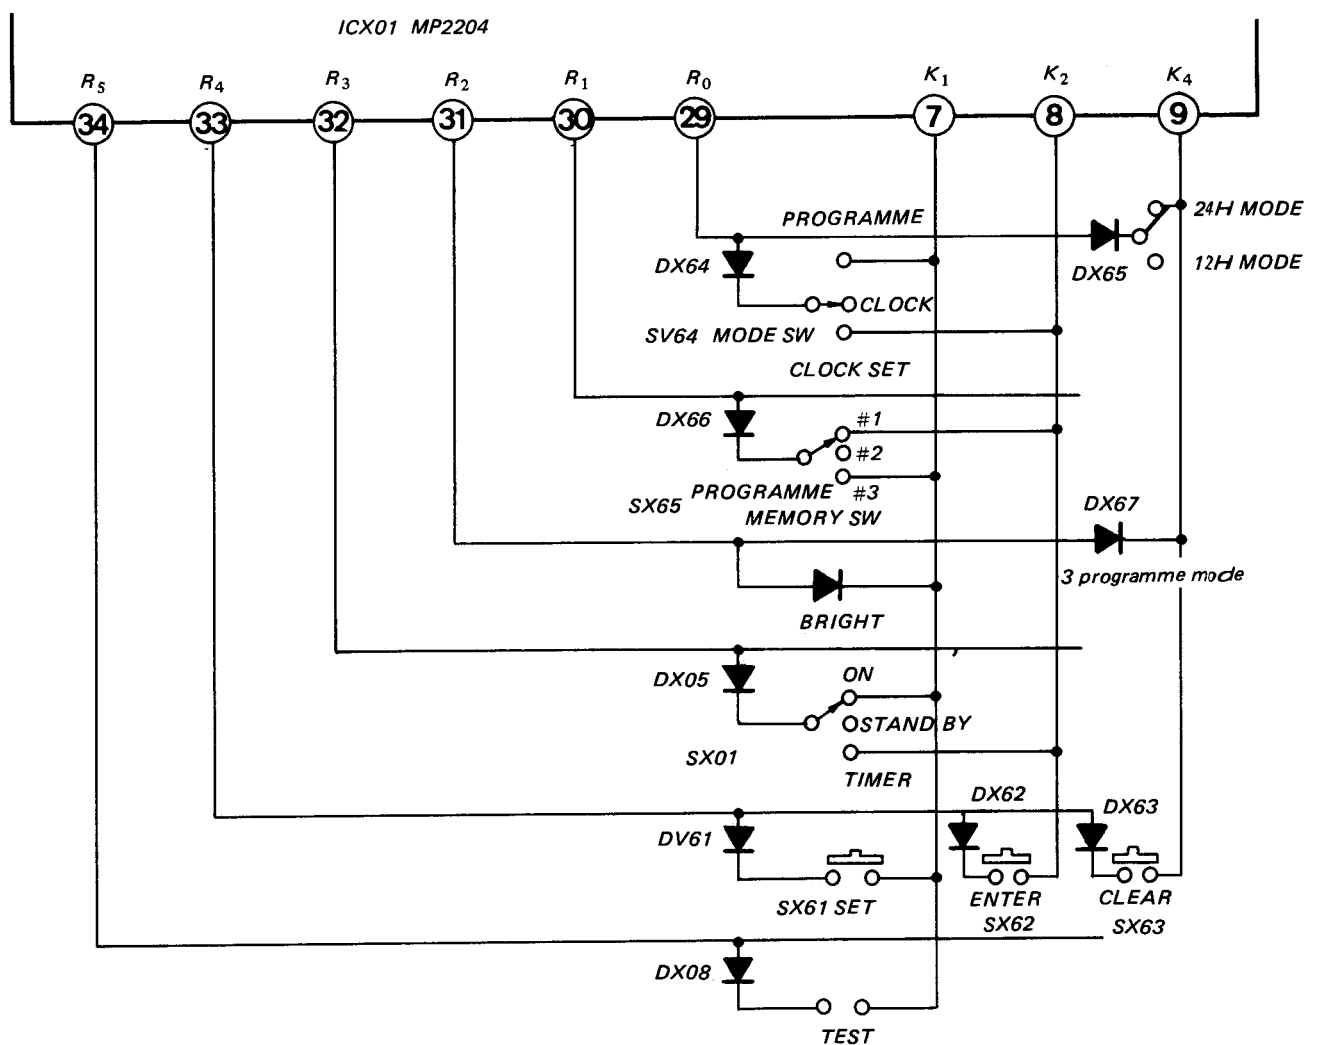 ICX01 MP2204
R5 R4 R3 R2 R1 R0 K1 K2 K4
34 33 32 31 30 29 7 8 9
PROGRAMME
24H MODE
DX64
DX65
12H MODE
CLOCK
SV64 MODE SW
CLOCK SET
DX66
#1
#2
#3
SX65 PROGRAMME
MEMORY SW
DX67
3 programme mode
BRIGHT
DX05
ON
STAND BY
SX01
TIMER
DX62
DX63
DV61
SX61 SET
ENTER
SX62
CLEAR
SX63
DX08
TEST